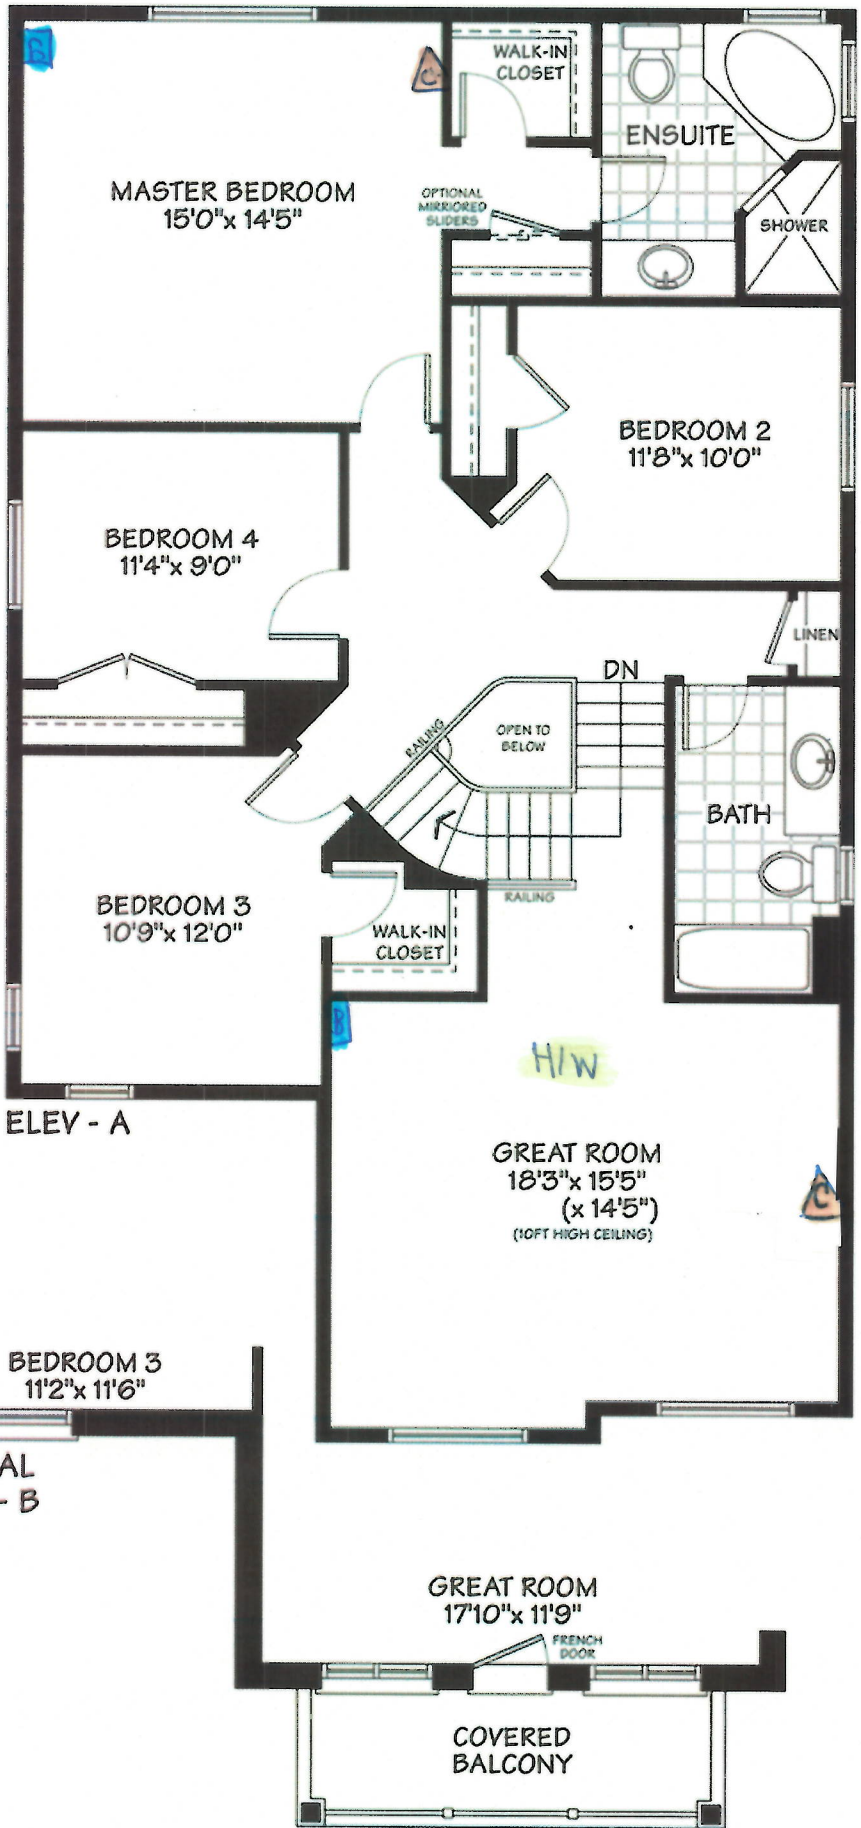 B
C
WALK-IN
CLOSET
ENSUITE
MASTER BEDROOM
15'0"x 14'5"
OPTIONAL
MIRRIORED
SLIDERS
SHOWER
BEDROOM 2
11'8"x 10'0"
BEDROOM 4
11'4"x 9'0"
LINEN
DN
RAILING
OPEN TO
BELOW
BATH
RAILING
BEDROOM 3
10'9"x 12'0"
WALK-IN
CLOSET
B
H/W
ELEV - A
GREAT ROOM
18'3"x 15'5"
(x 14'5")
(10FT HIGH CEILING)
C
BEDROOM 3
11'2"x 11'6"
AL
- B
GREAT ROOM
17'10"x 11'9"
FRENCH
DOOR
COVERED
BALCONY